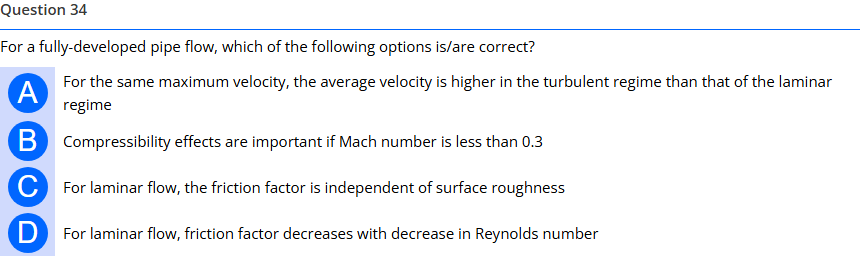 Question 34
For a fully-developed pipe flow, which of the following options is/are correct?
A
For the same maximum velocity, the average velocity is higher in the turbulent regime than that of the laminar
regime
B
Compressibility effects are important if Mach number is less than 0.3
C
For laminar flow, the friction factor is independent of surface roughness
D
For laminar flow, friction factor decreases with decrease in Reynolds number